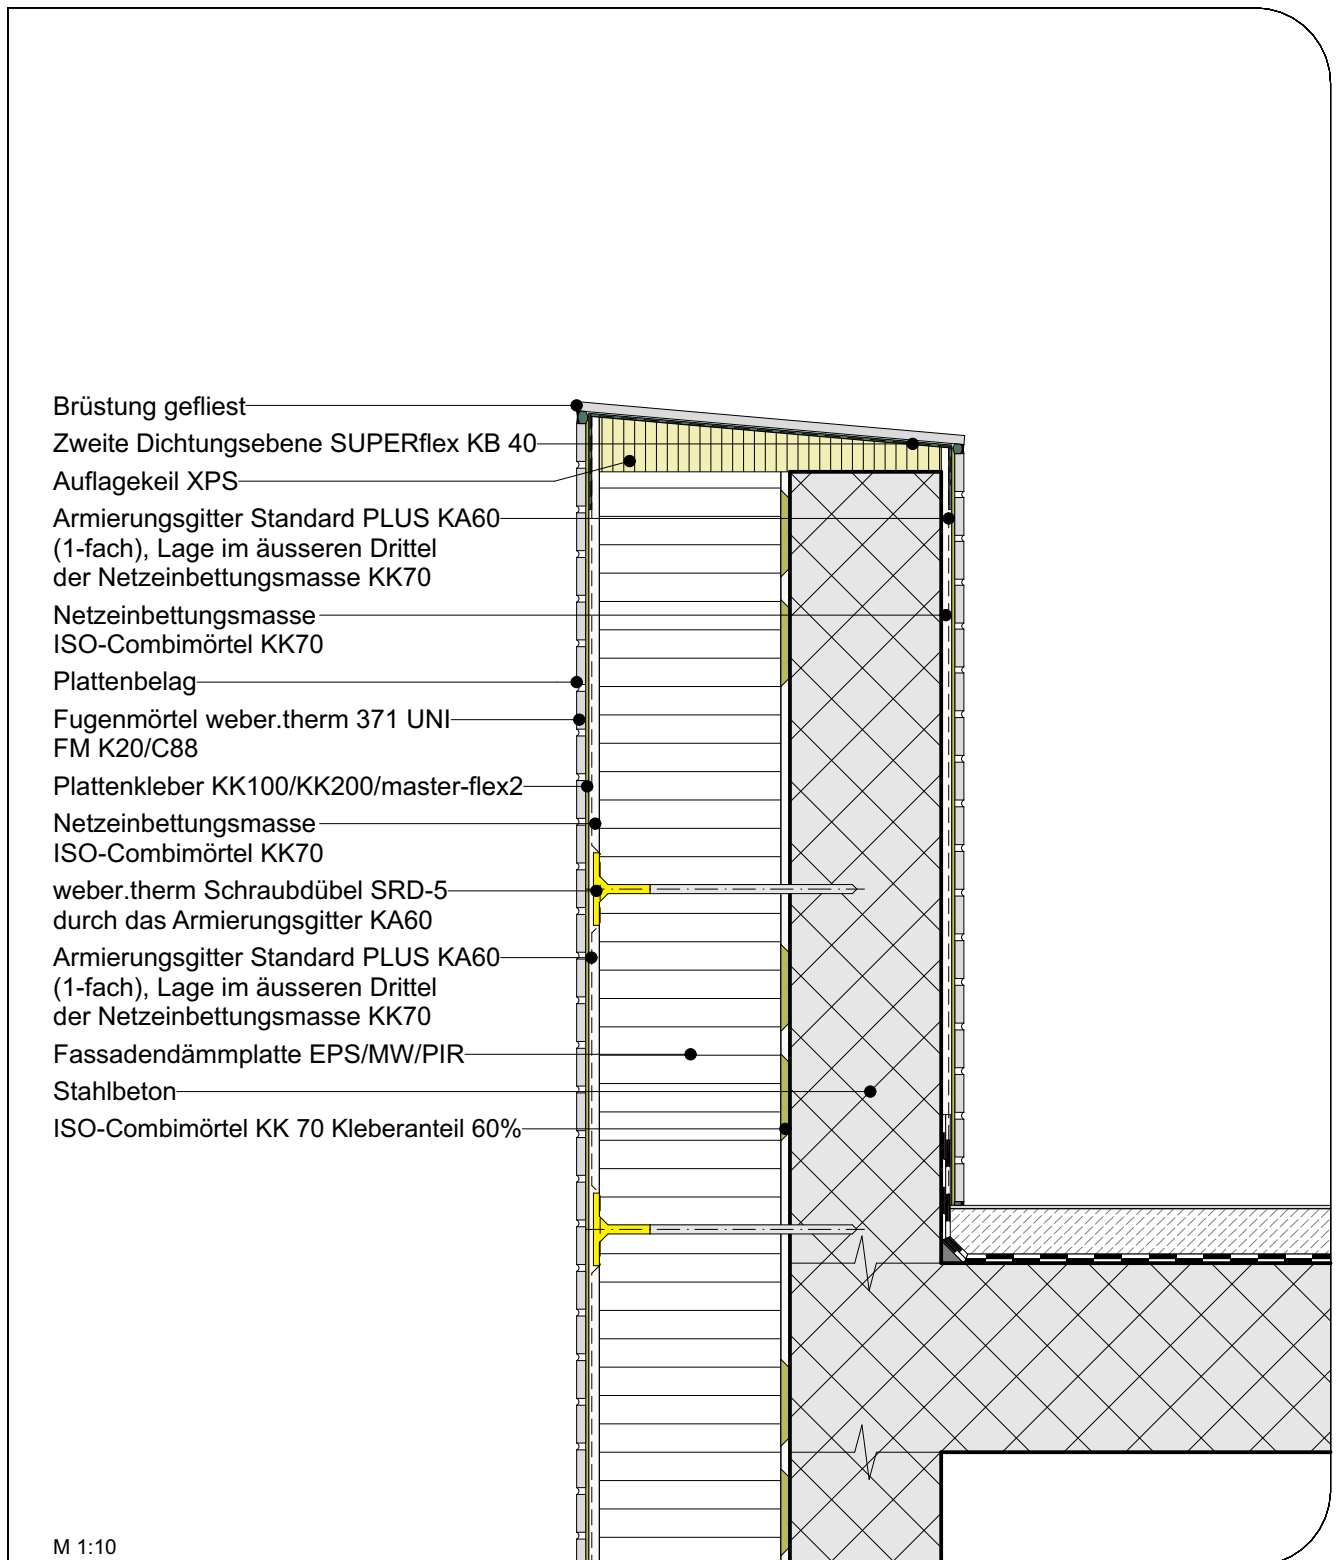 Brüstung gefliest
Zweite Dichtungsebene SUPERflex KB 40
Auflagekeil XPS
Armierungsgitter Standard PLUS KA60
(1-fach), Lage im äusseren Drittel
der Netzeinbettungsmasse KK70
Netzeinbettungsmasse
ISO-Combimörtel KK70
Plattenbelag
Fugenmörtel weber.therm 371 UNI
FM K20/C88
Plattenkleber KK100/KK200/master-flex2
Netzeinbettungsmasse
ISO-Combimörtel KK70
weber.therm Schraubdübel SRD-5
durch das Armierungsgitter KA60
Armierungsgitter Standard PLUS KA60
(1-fach), Lage im äusseren Drittel
der Netzeinbettungsmasse KK70
Fassadendämmplatte EPS/MW/PIR
Stahlbeton
ISO-Combimörtel KK 70 Kleberanteil 60%
M 1:10